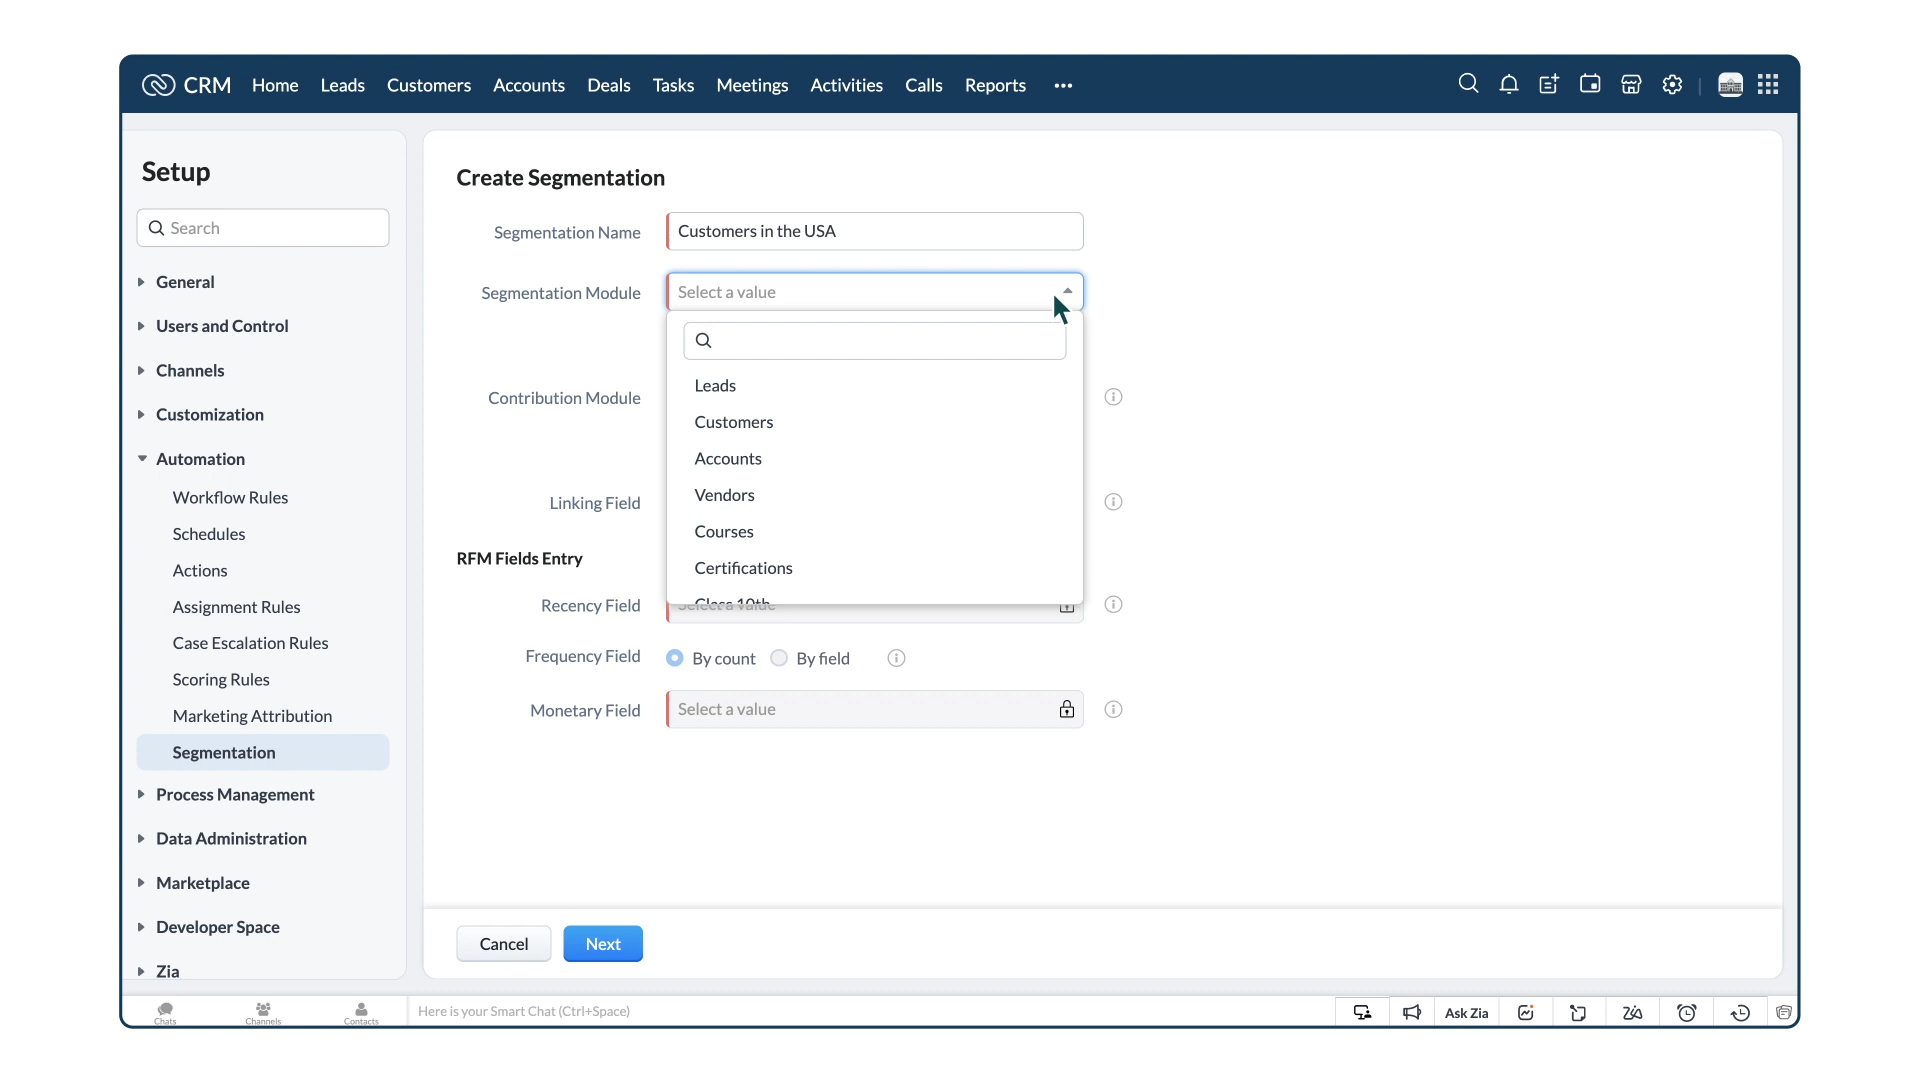 CRM Home Leads Customers Accounts Deals Tasks Meetings Activities Calls Reports
Setup
Search
General
Users and Control
Channels
Customization
Automation
Workflow Rules
Schedules
Actions
Assignment Rules
Case Escalation Rules
Scoring Rules
Marketing Attribution
Segmentation
Process Management
Data Administration
Marketplace
Developer Space
Zia
Create Segmentation
Segmentation Name Customers in the USA
Segmentation Module Select a value
Leads
Customers
Accounts
Vendors
Courses
Certifications
Class 10th
Contribution Module
Linking Field
RFM Fields Entry
Recency Field Select a value
Frequency Field By count By field
Monetary Field Select a value
Cancel Next
Chats Channels Contacts Here is your Smart Chat (Ctrl+Space) Ask Zia